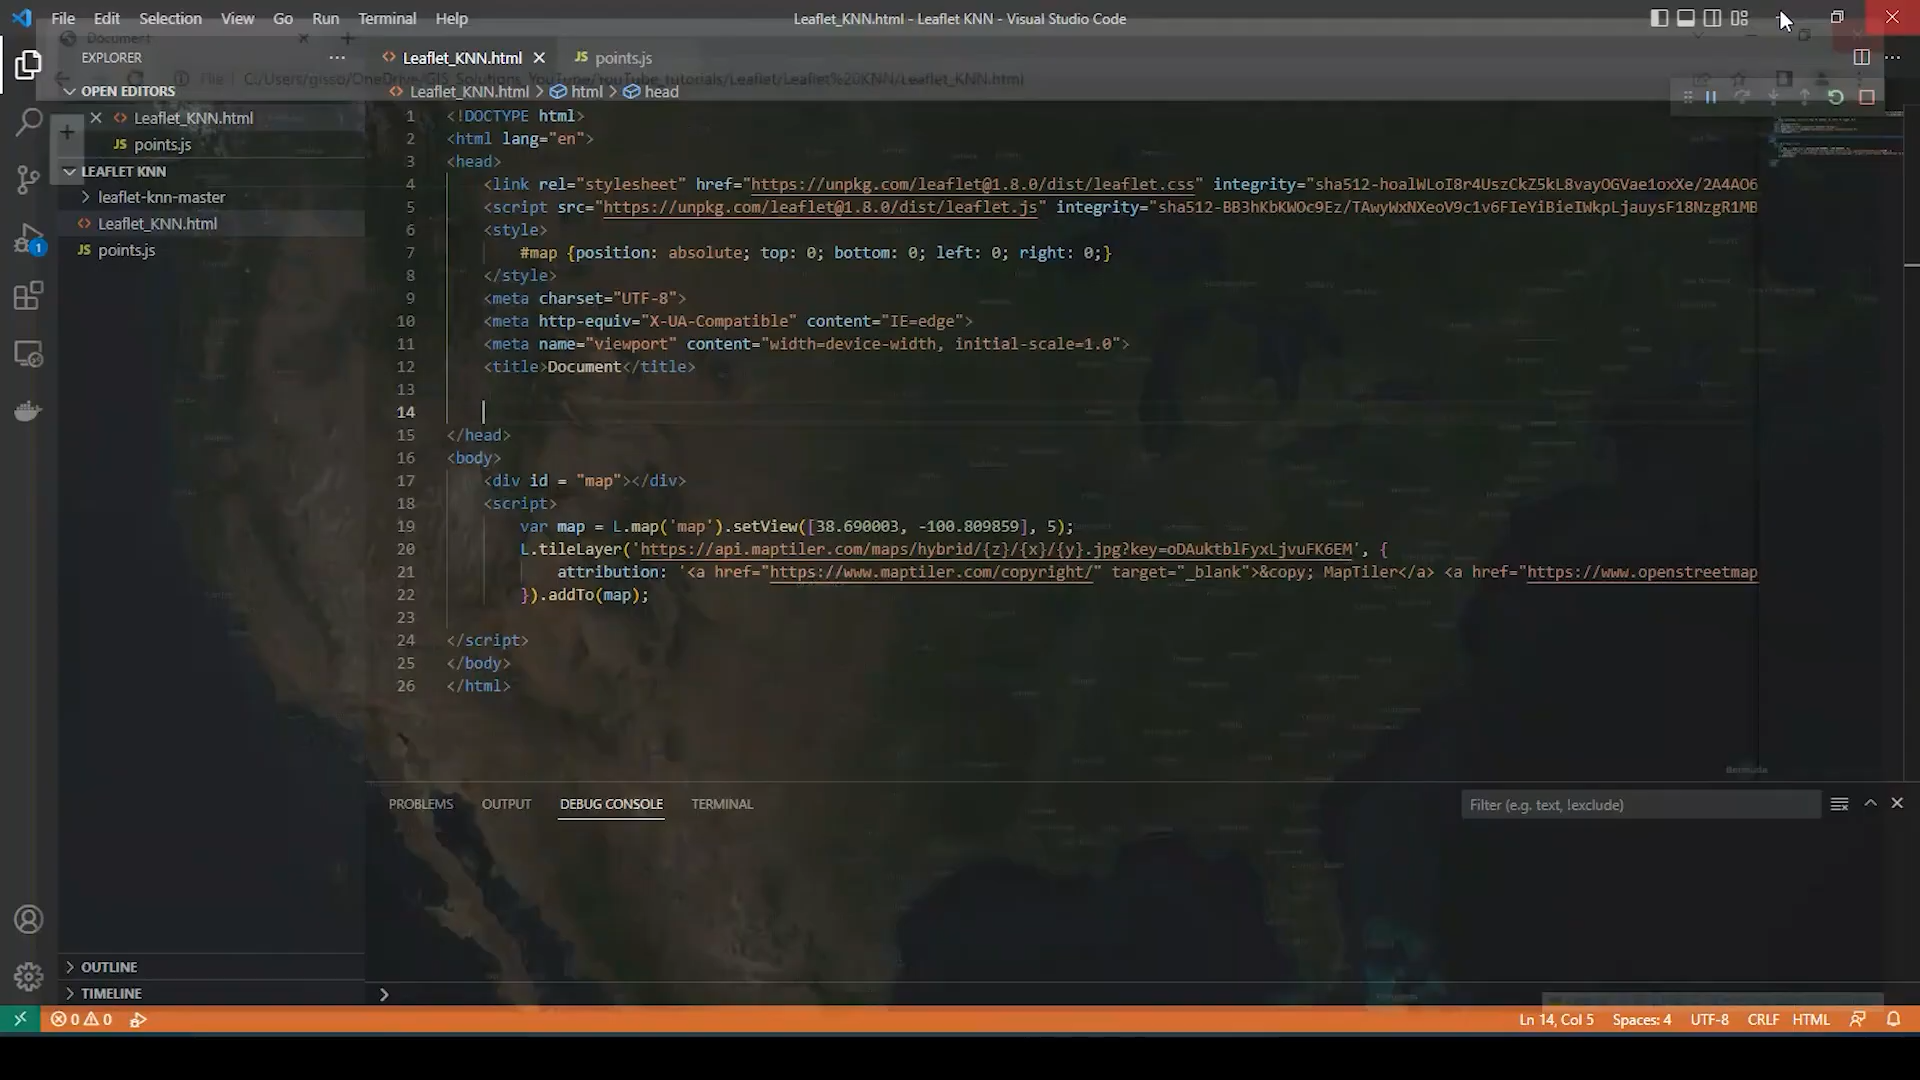 File Edit Selection View Go Run Terminal Help
Leaflet_KNN.html - Leaflet KNN - Visual Studio Code
Document
EXPLORER
Leaflet_KNN.html
JS points.js
File C:/Users/gisso/OneDrive/GIS_Solutions_YouTube/YouTube_tutorials/Leaflet/Leaflet%20KNN/Leaflet_KNN.html
OPEN EDITORS
Leaflet_KNN.html > html > head
Leaflet_KNN.html
JS points.js
LEAFLET KNN
leaflet-knn-master
Leaflet_KNN.html
JS points.js
1
1 <!DOCTYPE html>
2 <html lang="en">
3 <head>
4 <link rel="stylesheet" href="https://unpkg.com/leaflet@1.8.0/dist/leaflet.css" integrity="sha512-hoalWLoI8r4UszCkZ5kL8vayOGVae1oxXe/2A4AO6
5 <script src="https://unpkg.com/leaflet@1.8.0/dist/leaflet.js" integrity="sha512-BB3hKbKWOc9Ez/TAwyWxNXeoV9c1v6FIeYiBieIWkpLjauysF18NzgR1MB
6 <style>
7 #map {position: absolute; top: 0; bottom: 0; left: 0; right: 0;}
8 </style>
9 <meta charset="UTF-8">
10 <meta http-equiv="X-UA-Compatible" content="IE=edge">
11 <meta name="viewport" content="width=device-width, initial-scale=1.0">
12 <title>Document</title>
13
14
15 </head>
16 <body>
17 <div id = "map"></div>
18 <script>
19 var map = L.map('map').setView([38.690003, -100.809859], 5);
20 L.tileLayer('https://api.maptiler.com/maps/hybrid/{z}/{x}/{y}.jpg?key=oDAuktblFyxLjvuFK6EM', {
21 attribution: '<a href="https://www.maptiler.com/copyright/" target="_blank">&copy; MapTiler</a> <a href="https://www.openstreetmap
22 }).addTo(map);
23
24 </script>
25 </body>
26 </html>
Bermuda
PROBLEMS OUTPUT DEBUG CONSOLE TERMINAL
Filter (e.g. text, !exclude)
OUTLINE
TIMELINE
0 0
Ln 14, Col 5 Spaces: 4 UTF-8 CRLF HTML